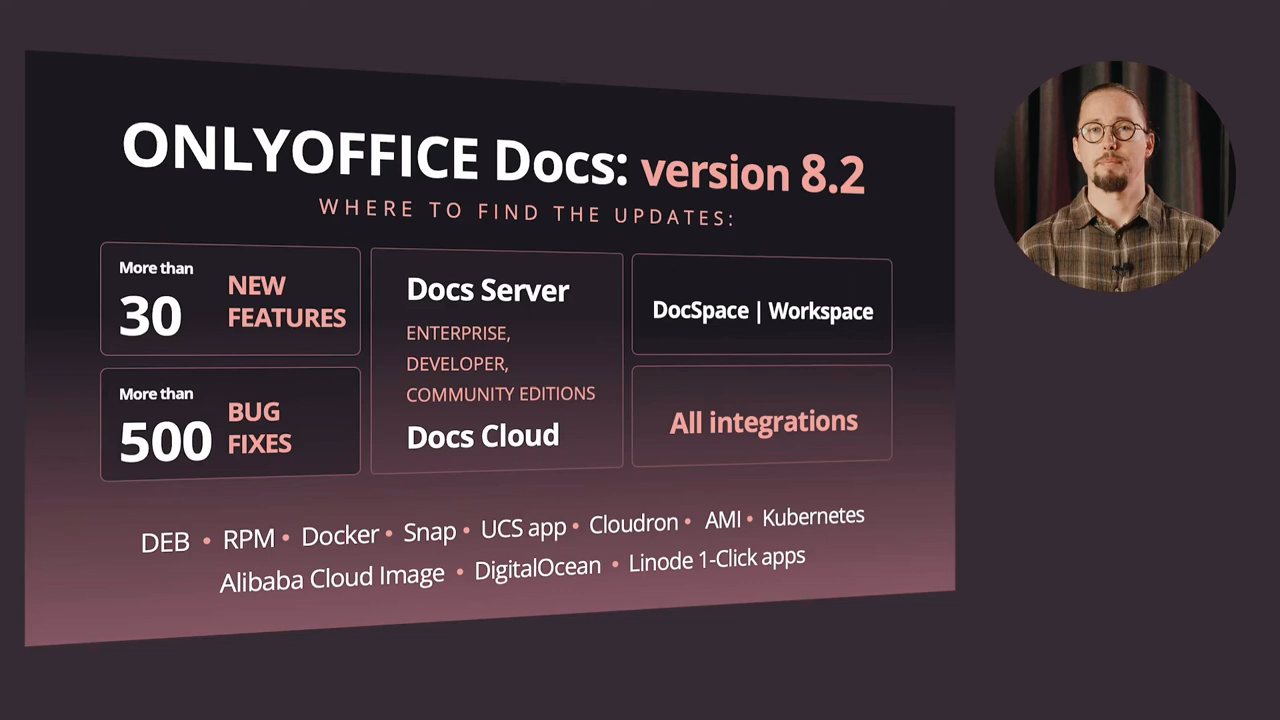 ONLYOFFICE Docs: version 8.2
WHERE TO FIND THE UPDATES:
More than
30
NEW
FEATURES
More than
500
BUG
FIXES
Docs Server
ENTERPRISE,
DEVELOPER,
COMMUNITY EDITIONS
Docs Cloud
DocSpace | Workspace
All integrations
DEB • RPM • Docker • Snap • UCS app • Cloudron • AMI • Kubernetes
Alibaba Cloud Image • DigitalOcean • Linode 1-Click apps